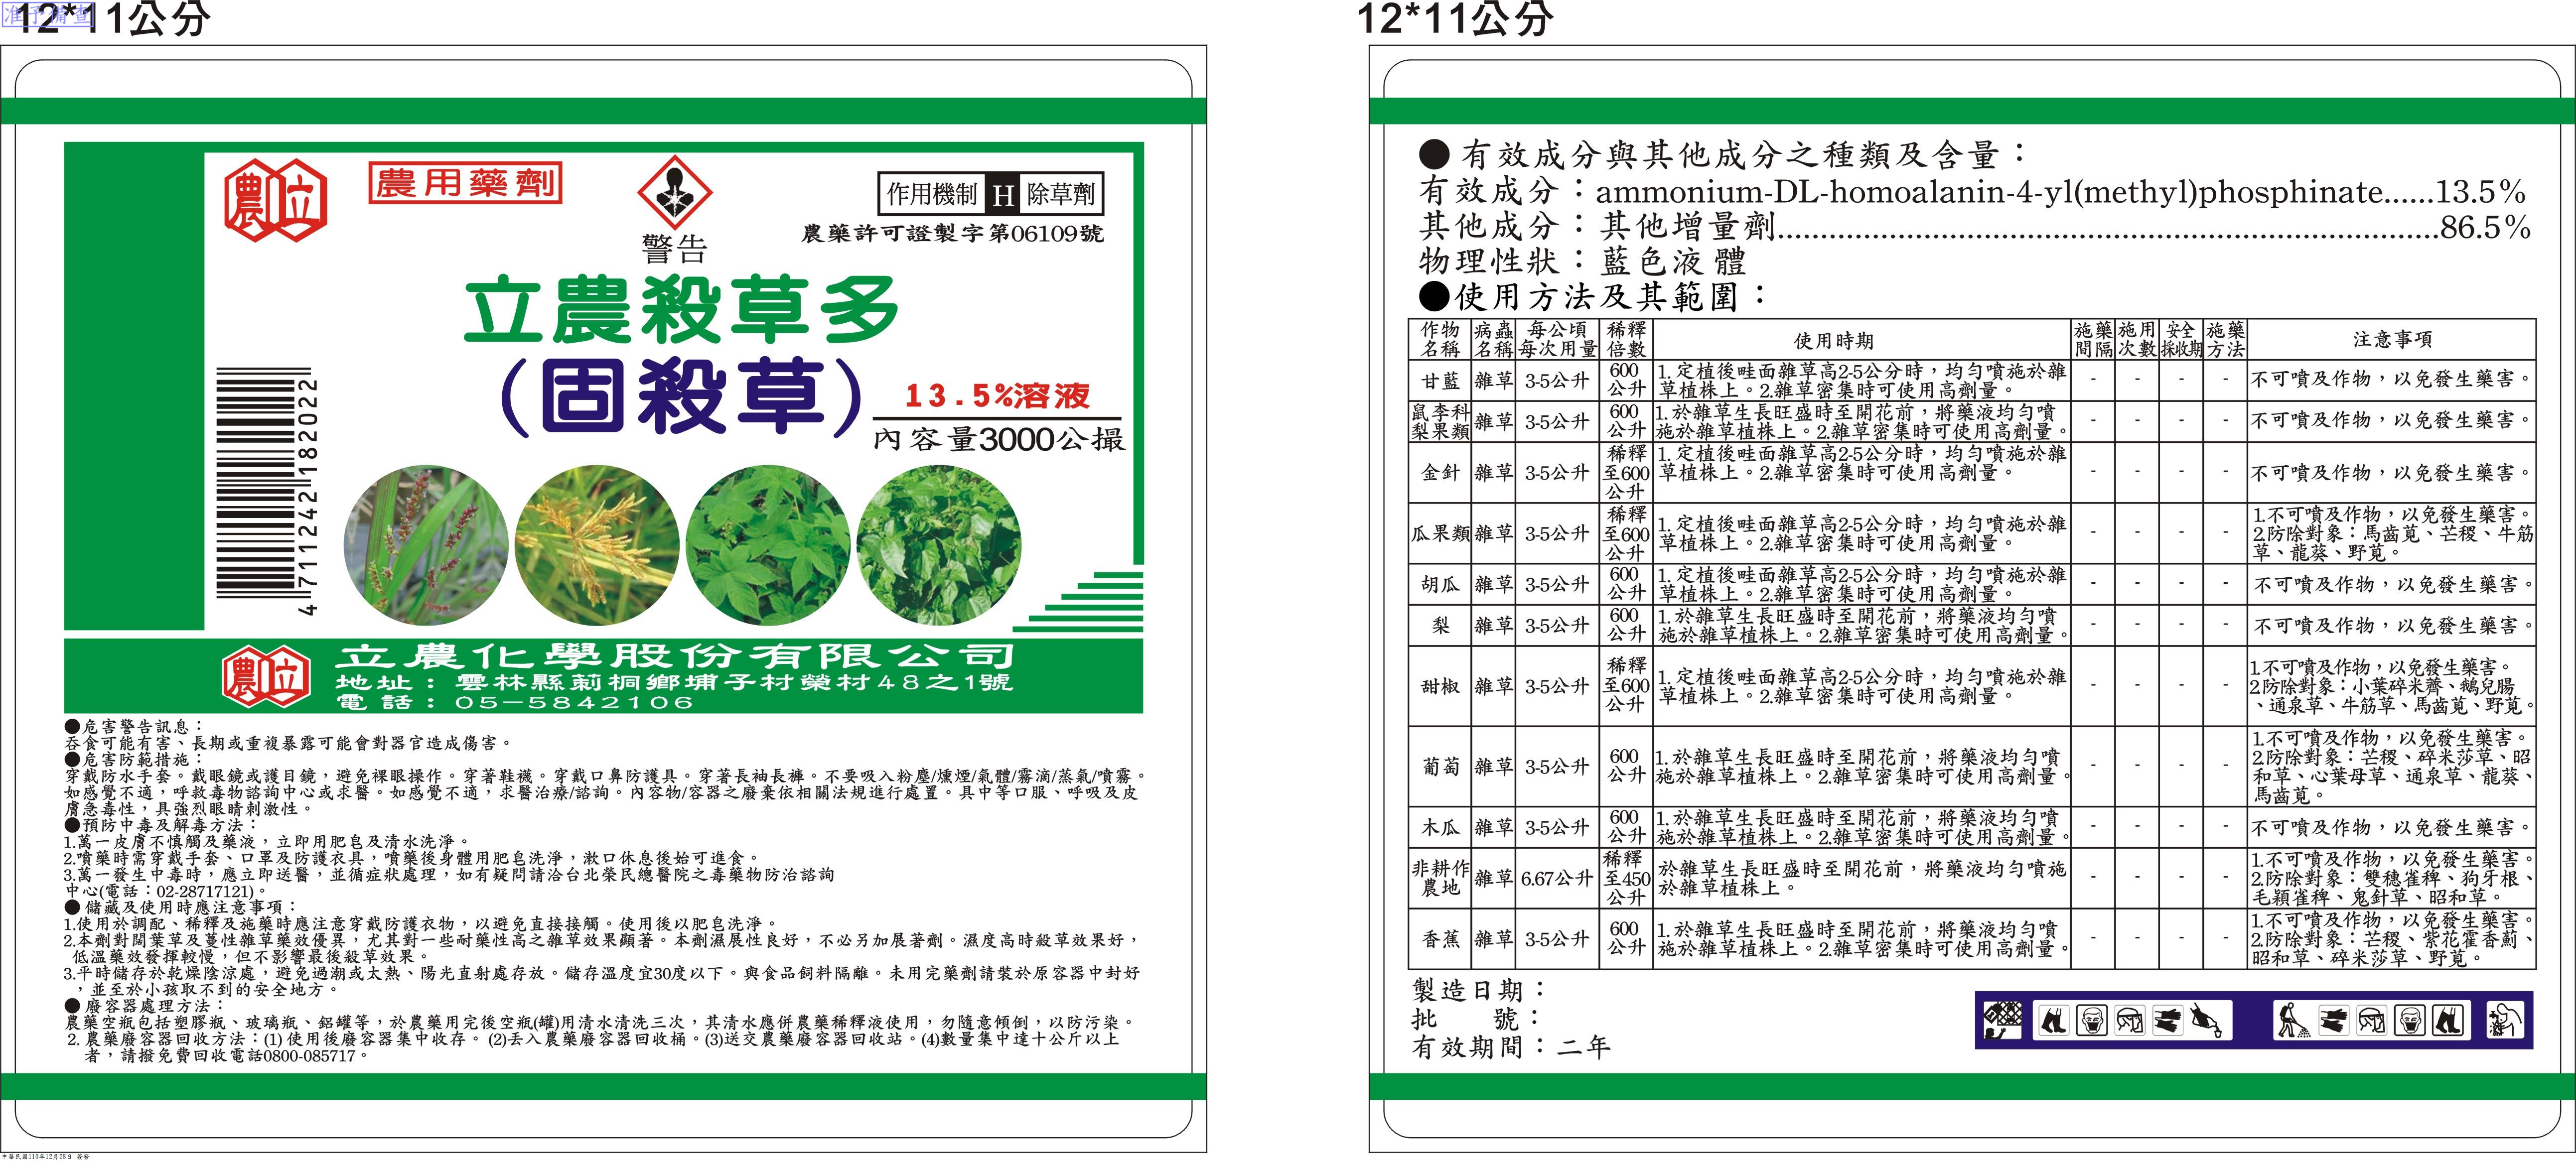 准予備查
12*11公分
農立
農用藥劑
警告
作用機制 H 除草劑
農藥許可證製字第06109號
立農殺草多
(固殺草)
13.5%溶液
內容量3000公撮
4 711242 182022
農立
立農化學股份有限公司
地址：雲林縣莿桐鄉埔子村榮村48之1號
電話：05-5842106
●危害警告訊息：
吞食可能有害、長期或重複暴露可能會對器官造成傷害。
●危害防範措施：
穿戴防水手套。戴眼鏡或護目鏡，避免裸眼操作。穿著鞋襪。穿戴口鼻防護具。穿著長袖長褲。不要吸入粉塵/燻煙/氣體/霧滴/蒸氣/噴霧。
如感覺不適，呼救毒物諮詢中心或求醫。如感覺不適，求醫治療/諮詢。內容物/容器之廢棄依相關法規進行處置。具中等口服、呼吸及皮
膚急毒性，具強烈眼睛刺激性。
●預防中毒及解毒方法：
1.萬一皮膚不慎觸及藥液，立即用肥皂及清水洗淨。
2.噴藥時需穿戴手套、口罩及防護衣具，噴藥後身體用肥皂洗淨，漱口休息後始可進食。
3.萬一發生中毒時，應立即送醫，並循症狀處理，如有疑問請洽台北榮民總醫院之毒藥物防治諮詢
中心(電話：02-28717121)。
●儲藏及使用時應注意事項：
1.使用於調配、稀釋及施藥時應注意穿戴防護衣物，以避免直接接觸。使用後以肥皂洗淨。
2.本劑對闊葉草及蔓性雜草藥效優異，尤其對一些耐藥性高之雜草效果顯著。本劑濕展性良好，不必另加展著劑。濕度高時殺草效果好，
低溫藥效發揮較慢，但不影響最後殺草效果。
3.平時儲存於乾燥陰涼處，避免過潮或太熱、陽光直射處存放。儲存溫度宜30度以下。與食品飼料隔離。未用完藥劑請裝於原容器中封好
，並至於小孩取不到的安全地方。
●廢容器處理方法：
農藥空瓶包括塑膠瓶、玻璃瓶、鋁罐等，於農藥用完後空瓶(罐)用清水清洗三次，其清水應併農藥稀釋液使用，勿隨意傾倒，以防污染。
2. 農藥廢容器回收方法：(1) 使用後廢容器集中收存。 (2)丟入農藥廢容器回收桶。(3)送交農藥廢容器回收站。(4)數量集中達十公斤以上
者，請撥免費回收電話0800-085717。
中華民國110年12月28日 簽發
12*11公分
●有效成分與其他成分之種類及含量：
有效成分：ammonium-DL-homoalanin-4-yl(methyl)phosphinate......13.5%
其他成分：其他增量劑............................................................................86.5%
物理性狀：藍色液體
●使用方法及其範圍：
作物名稱 病蟲名稱 每公頃每次用量 稀釋倍數 使用時期 施藥間隔 施用次數 安全採收期 施藥方法 注意事項
甘藍 雜草 3-5公升 600公升 1.定植後畦面雜草高2-5公分時，均勻噴施於雜草植株上。2.雜草密集時可使用高劑量。 - - - - 不可噴及作物，以免發生藥害。
鼠李科梨果類 雜草 3-5公升 600公升 1.於雜草生長旺盛時至開花前，將藥液均勻噴施於雜草植株上。2.雜草密集時可使用高劑量。 - - - - 不可噴及作物，以免發生藥害。
金針 雜草 3-5公升 稀釋至600公升 1.定植後畦面雜草高2-5公分時，均勻噴施於雜草植株上。2.雜草密集時可使用高劑量。 - - - - 不可噴及作物，以免發生藥害。
瓜果類 雜草 3-5公升 稀釋至600公升 1.定植後畦面雜草高2-5公分時，均勻噴施於雜草植株上。2.雜草密集時可使用高劑量。 - - - - 1.不可噴及作物，以免發生藥害。2.防除對象：馬齒莧、芒稷、牛筋草、龍葵、野莧。
胡瓜 雜草 3-5公升 600公升 1.定植後畦面雜草高2-5公分時，均勻噴施於雜草植株上。2.雜草密集時可使用高劑量。 - - - - 不可噴及作物，以免發生藥害。
梨 雜草 3-5公升 600公升 1.於雜草生長旺盛時至開花前，將藥液均勻噴施於雜草植株上。2.雜草密集時可使用高劑量。 - - - - 不可噴及作物，以免發生藥害。
甜椒 雜草 3-5公升 稀釋至600公升 1.定植後畦面雜草高2-5公分時，均勻噴施於雜草植株上。2.雜草密集時可使用高劑量。 - - - - 1.不可噴及作物，以免發生藥害。2.防除對象：小葉碎米薺、鵝兒腸、通泉草、牛筋草、馬齒莧、野莧。
葡萄 雜草 3-5公升 600公升 1.於雜草生長旺盛時至開花前，將藥液均勻噴施於雜草植株上。2.雜草密集時可使用高劑量。 - - - - 1.不可噴及作物，以免發生藥害。2.防除對象：芒稷、碎米莎草、昭和草、心葉母草、通泉草、龍葵、馬齒莧。
木瓜 雜草 3-5公升 600公升 1.於雜草生長旺盛時至開花前，將藥液均勻噴施於雜草植株上。2.雜草密集時可使用高劑量。 - - - - 不可噴及作物，以免發生藥害。
非耕作農地 雜草 6.67公升 稀釋至450公升 於雜草生長旺盛時至開花前，將藥液均勻噴施於雜草植株上。 - - - - 1.不可噴及作物，以免發生藥害。2.防除對象：雙穗雀稗、狗牙根、毛穎雀稗、鬼針草、昭和草。
香蕉 雜草 3-5公升 600公升 1.於雜草生長旺盛時至開花前，將藥液均勻噴施於雜草植株上。2.雜草密集時可使用高劑量。 - - - - 1.不可噴及作物，以免發生藥害。2.防除對象：芒稷、紫花霍香薊、昭和草、碎米莎草、野莧。
製造日期：
批 號：
有效期間：二年